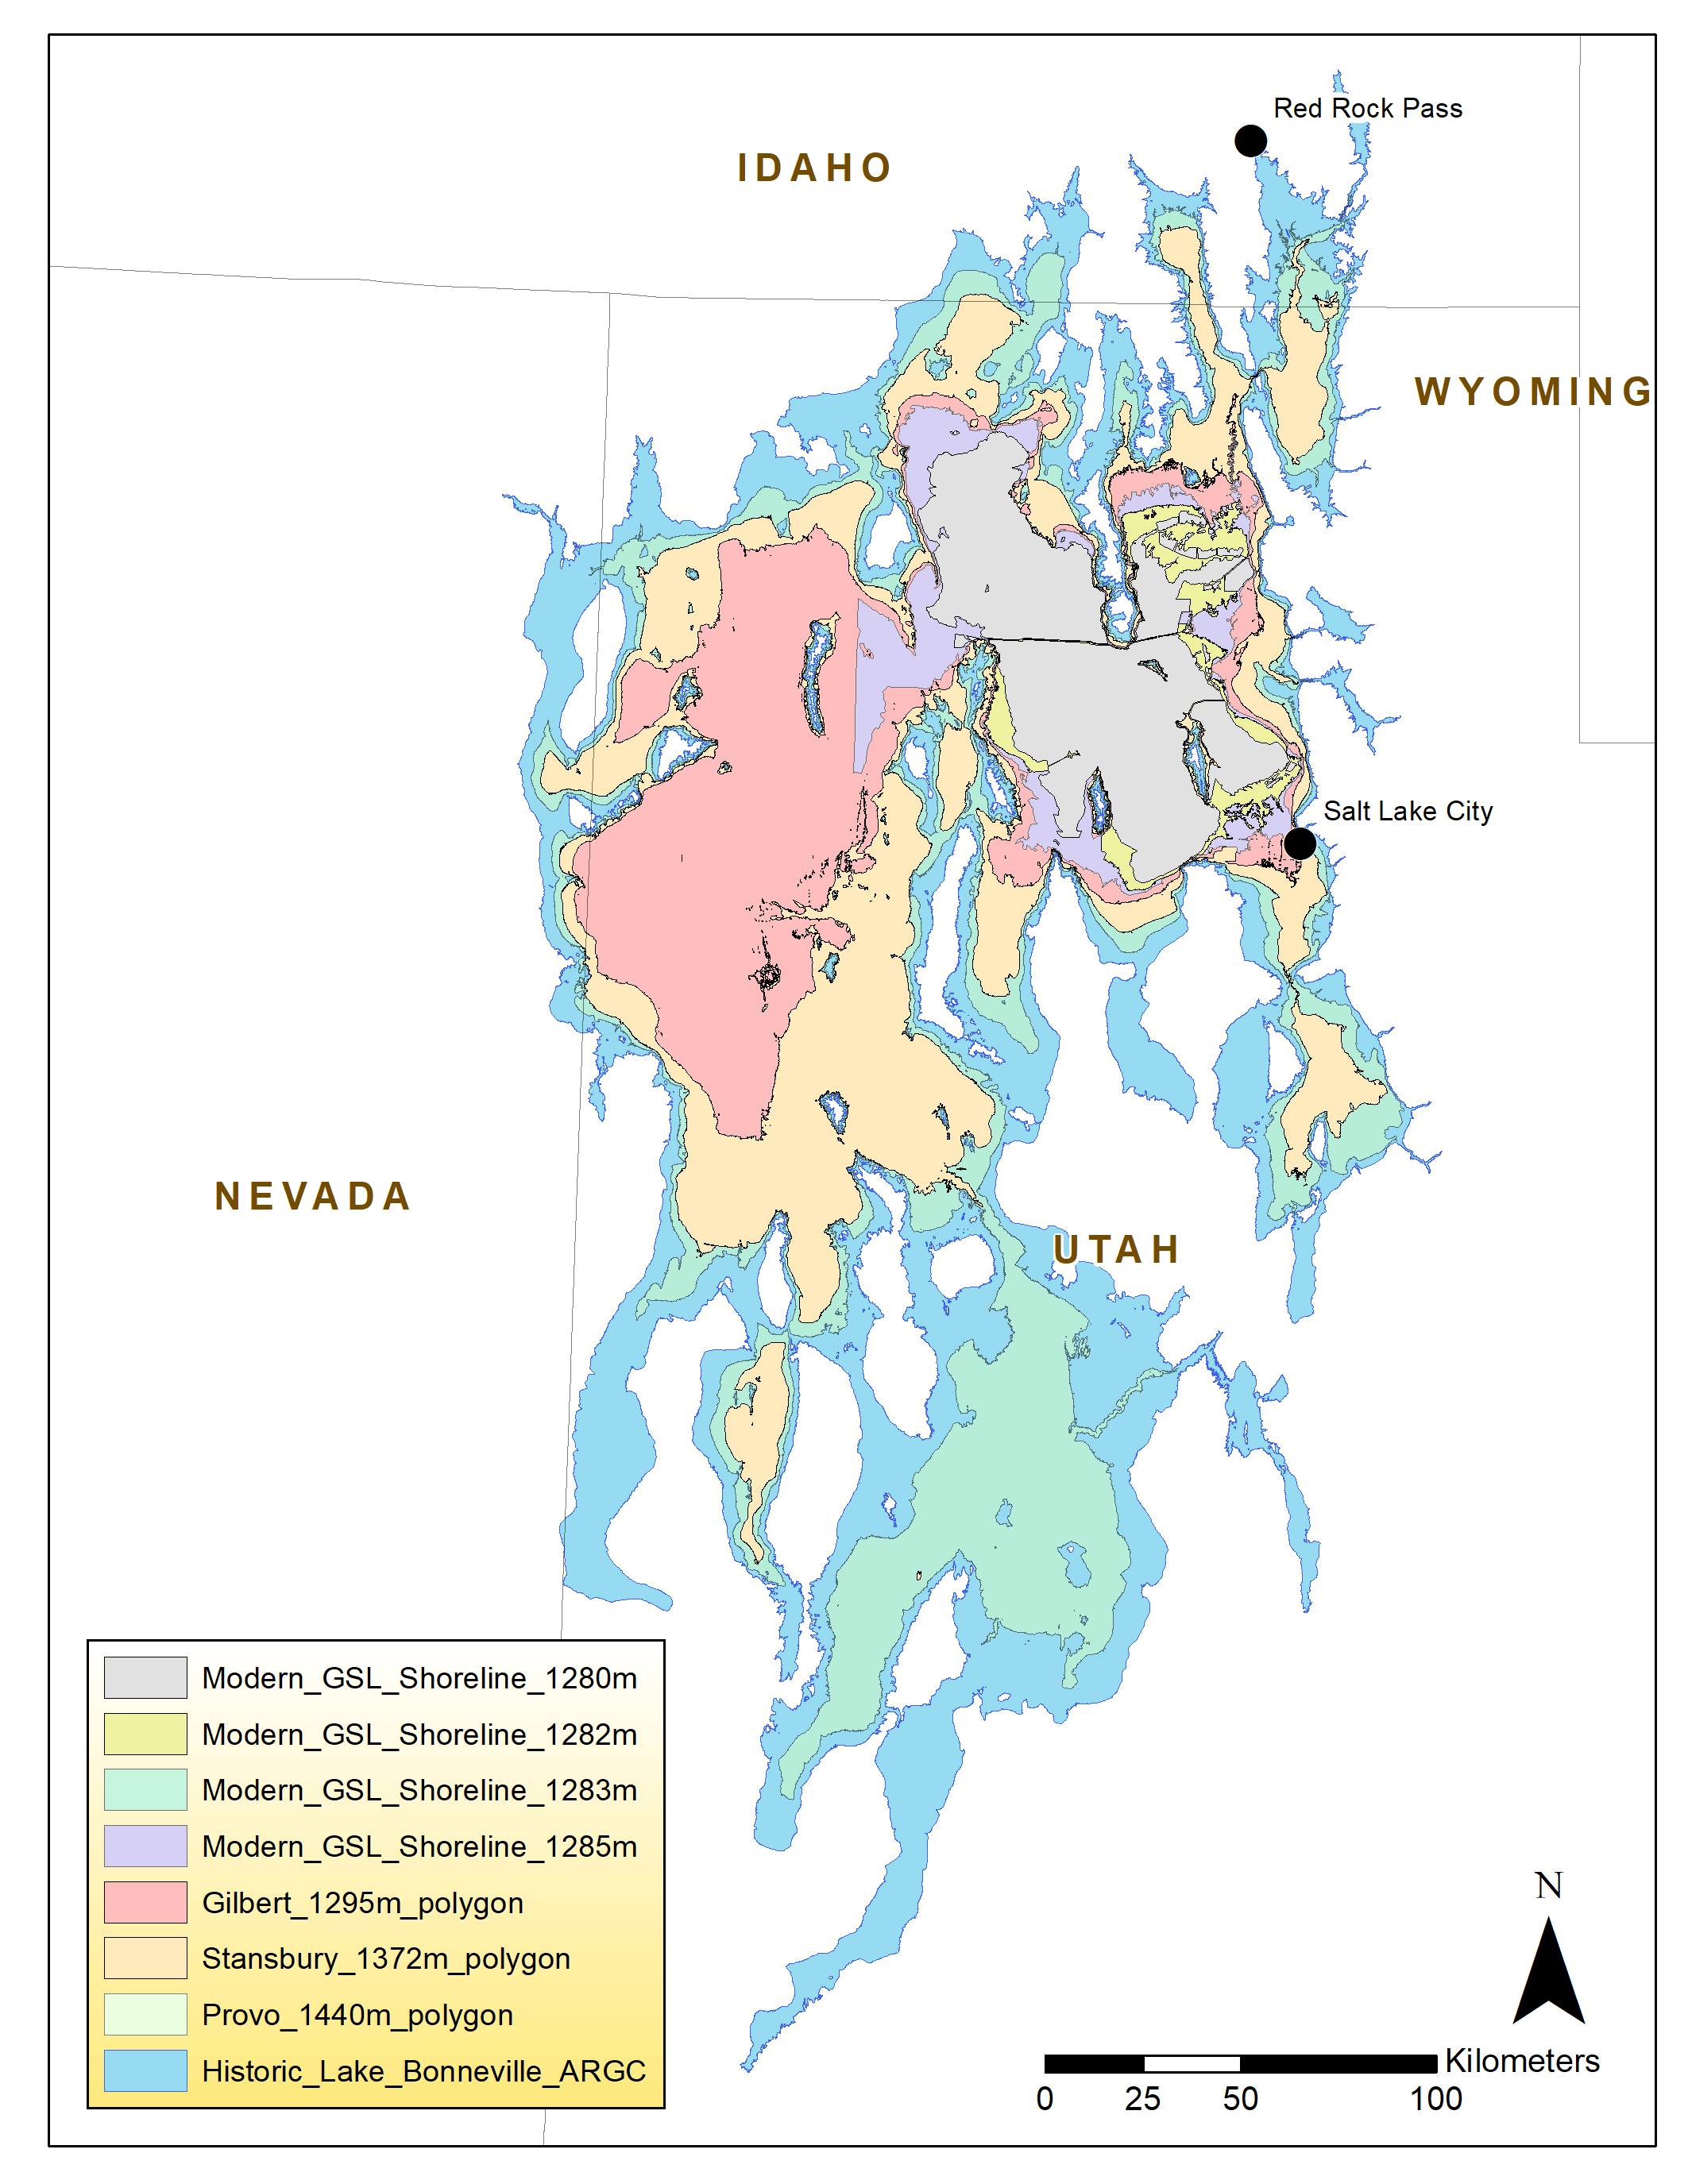 Red Rock Pass
IDAHO
WYOMING
Salt Lake City
NEVADA
UTAH
Modern_GSL_Shoreline_1280m
Modern_GSL_Shoreline_1282m
Modern_GSL_Shoreline_1283m
Modern_GSL_Shoreline_1285m
Gilbert_1295m_polygon
Stansbury_1372m_polygon
Provo_1440m_polygon
Historic_Lake_Bonneville_ARGC
N
Kilometers
0 25 50 100